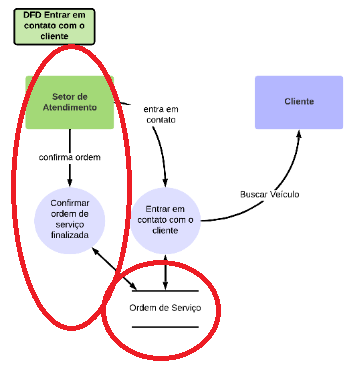 DFD Entrar em
contato com o
cliente
Setor de
Atendimento
entra em
contato
Cliente
confirma ordem
Buscar Veículo
Confirmar
ordem de
serviço
finalizada
Entrar em
contato com o
cliente
Ordem de Serviço